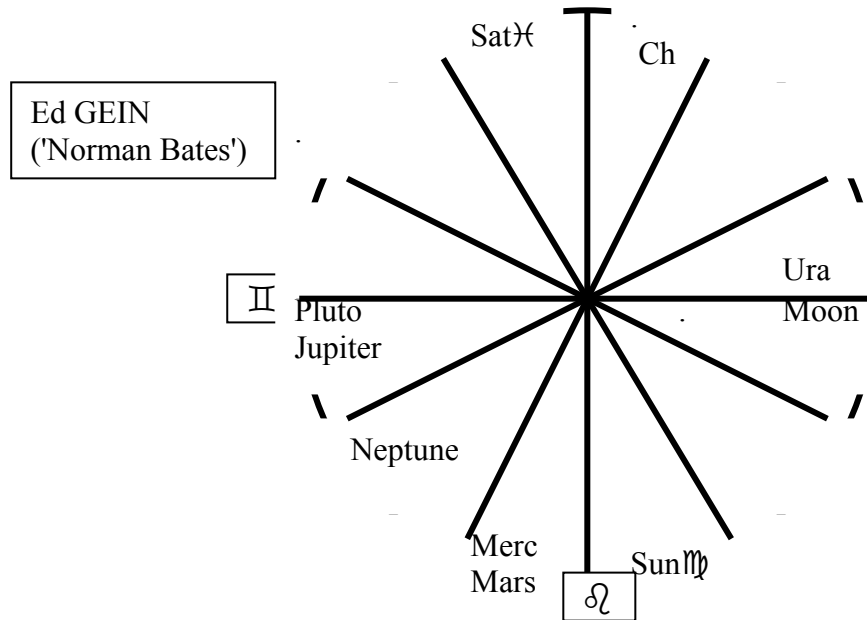 Sat♓
Ch
Ed GEIN
('Norman Bates')
Ura
♊
Pluto
Moon
Jupiter
Neptune
Merc
Mars
Sun♍
♌